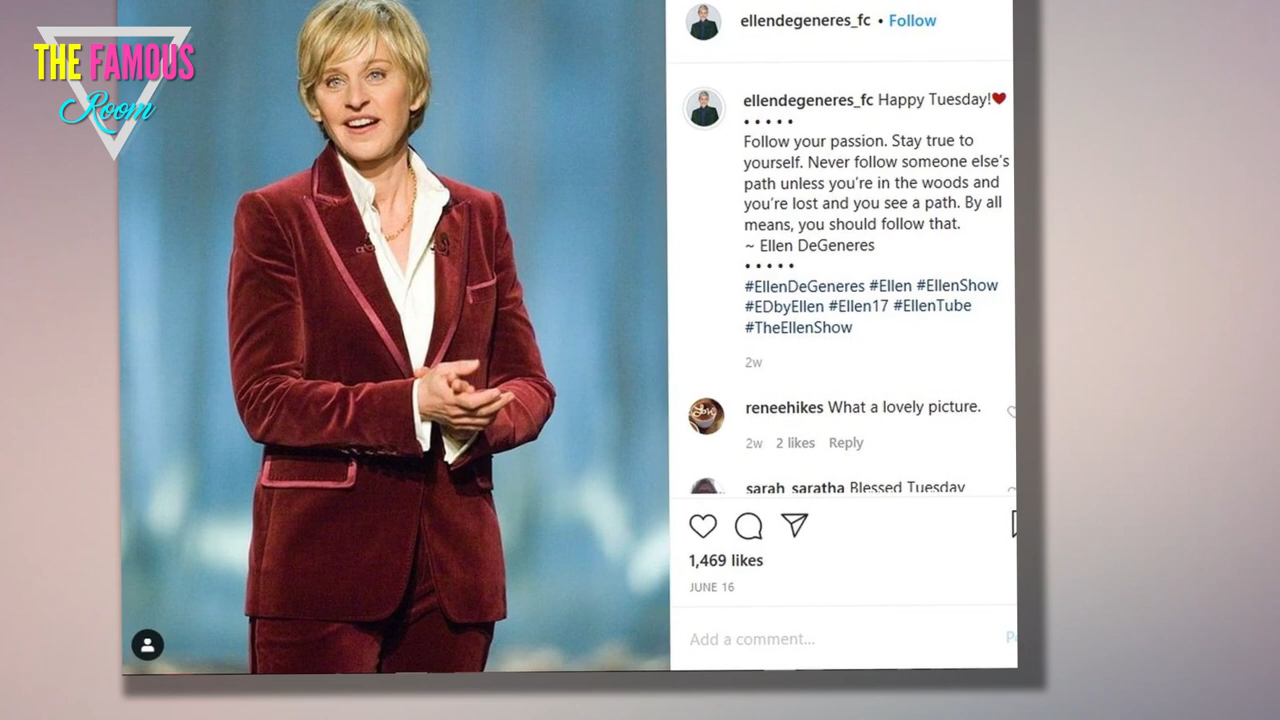 THE FAMOUS
Room
ellendegeneres_fc • Follow
ellendegeneres_fc Happy Tuesday!❤
• • • • •
Follow your passion. Stay true to
yourself. Never follow someone else's
path unless you're in the woods and
you're lost and you see a path. By all
means, you should follow that.
~ Ellen DeGeneres
• • • • •
#EllenDeGeneres #Ellen #EllenShow
#EDbyEllen #Ellen17 #EllenTube
#TheEllenShow
2w
reneehikes What a lovely picture.
2w 2 likes Reply
sarah_saratha Blessed Tuesday
1,469 likes
JUNE 16
Add a comment...